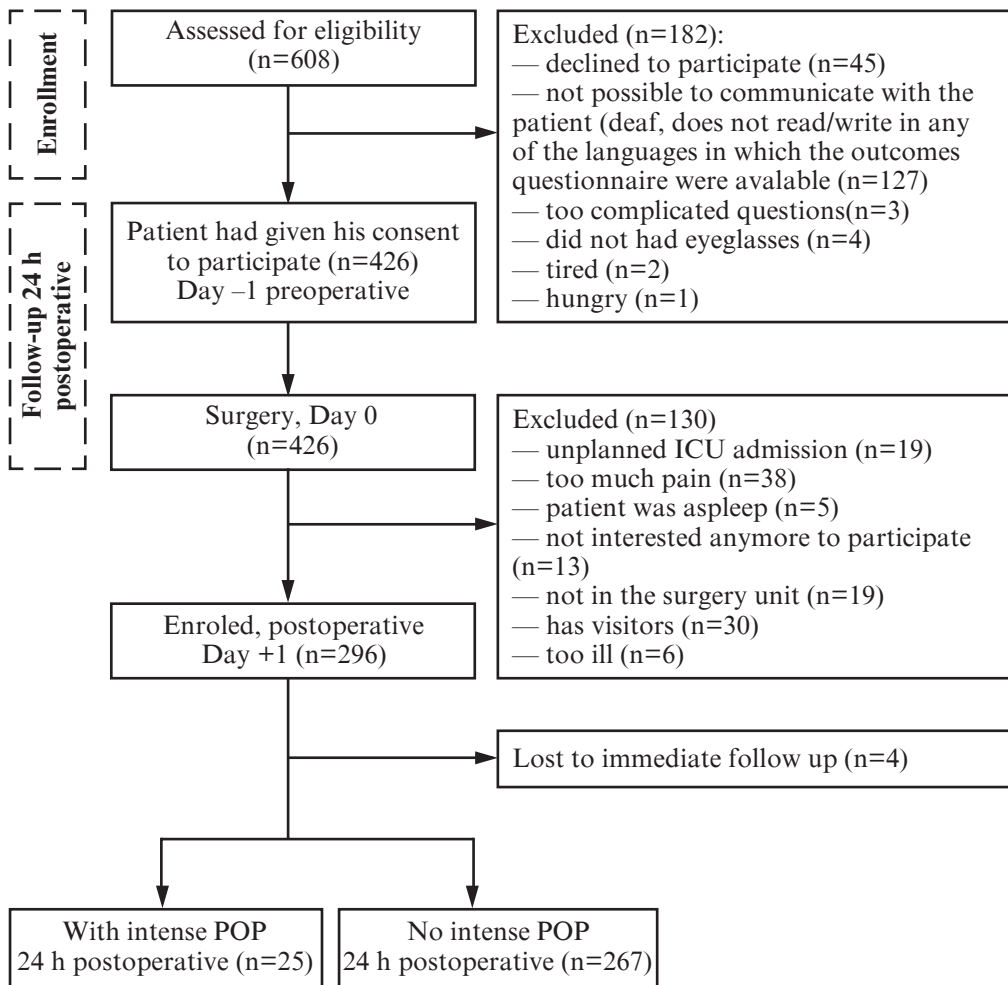 Enrollment
Assessed for eligibility
(n=608)
Excluded (n=182):
— declined to participate (n=45)
— not possible to communicate with the
patient (deaf, does not read/write in any
of the languages in which the outcomes
questionnaire were avalable (n=127)
— too complicated questions(n=3)
— did not had eyeglasses (n=4)
— tired (n=2)
— hungry (n=1)
Follow-up 24 h
postoperative
Patient had given his consent
to participate (n=426)
Day –1 preoperative
Surgery, Day 0
(n=426)
Excluded (n=130)
— unplanned ICU admission (n=19)
— too much pain (n=38)
— patient was aspleep (n=5)
— not interested anymore to participate
(n=13)
— not in the surgery unit (n=19)
— has visitors (n=30)
— too ill (n=6)
Enroled, postoperative
Day +1 (n=296)
Lost to immediate follow up (n=4)
With intense POP
24 h postoperative (n=25)
No intense POP
24 h postoperative (n=267)